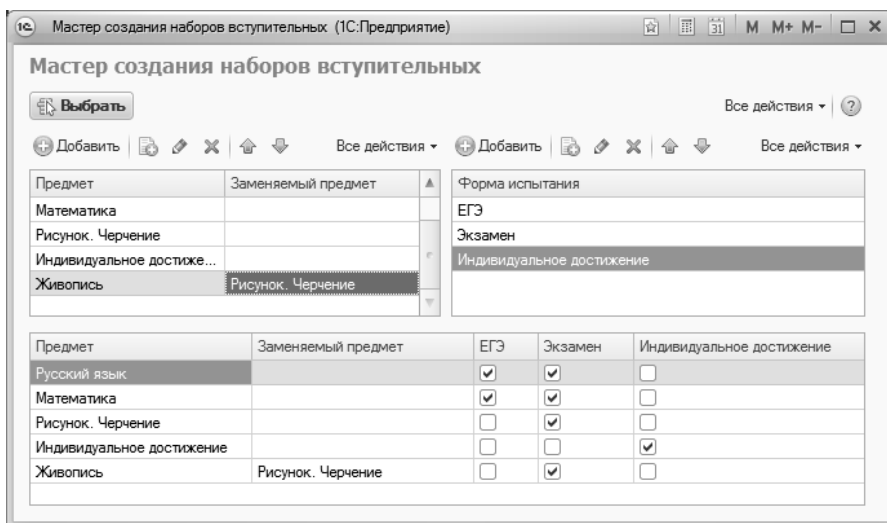 1С Мастер создания наборов вступительных (1С:Предприятие) 31 M M+ M-
Мастер создания наборов вступительных
Выбрать Все действия ?
Добавить Все действия Добавить Все действия
Предмет Заменяемый предмет Форма испытания
Математика ЕГЭ
Рисунок. Черчение Экзамен
Индивидуальное достиже... Индивидуальное достижение
Живопись Рисунок. Черчение
Предмет Заменяемый предмет ЕГЭ Экзамен Индивидуальное достижение
Русский язык
Математика
Рисунок. Черчение
Индивидуальное достижение
Живопись Рисунок. Черчение